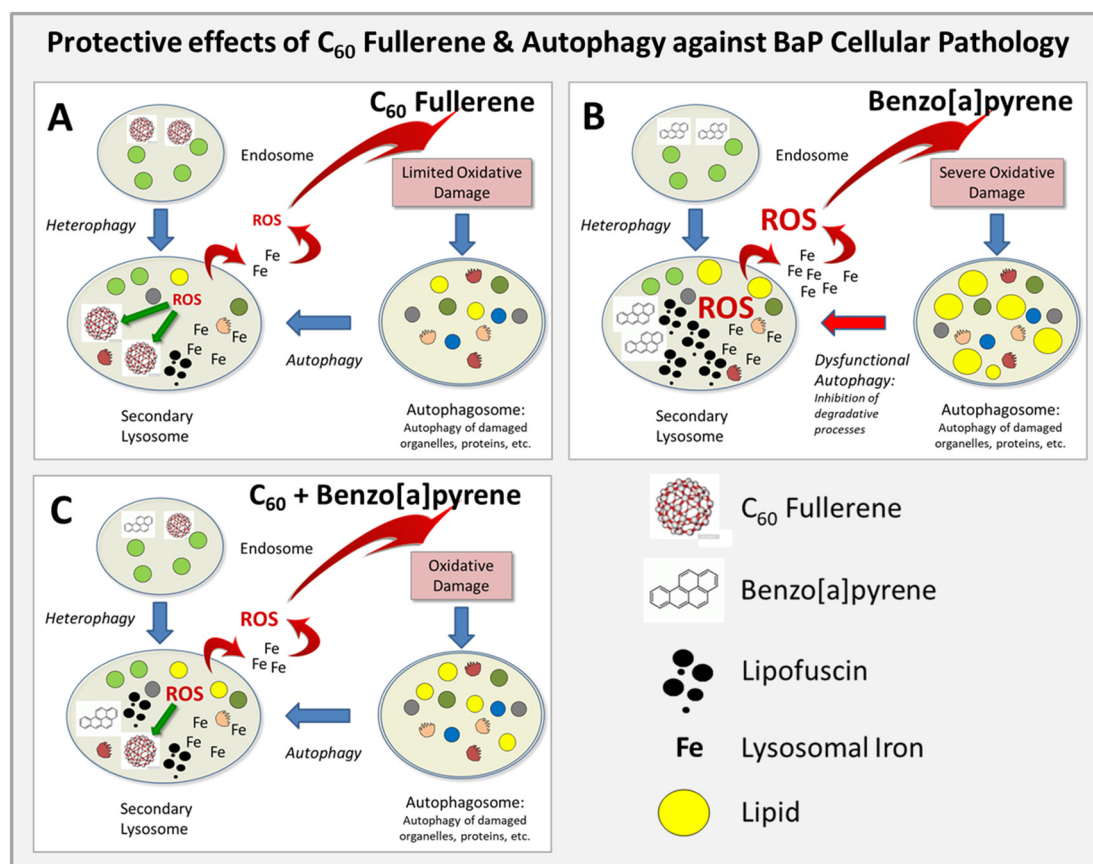 Protective effects of C₆₀ Fullerene & Autophagy against BaP Cellular Pathology
A
C₆₀ Fullerene
Endosome
Limited Oxidative
Damage
Heterophagy
ROS
Fe
Fe
ROS
Fe
Fe
Fe
Fe
Autophagy
Secondary
Lysosome
Autophagosome:
Autophagy of damaged
organelles, proteins, etc.
B
Benzo[a]pyrene
Endosome
Severe Oxidative
Damage
Heterophagy
ROS
Fe
Fe
Fe
Fe
Fe
Fe
ROS
Fe
Fe
Fe
Fe
Dysfunctional
Autophagy:
Inhibition of
degradative
processes
Secondary
Lysosome
Autophagosome:
Autophagy of damaged
organelles, proteins, etc.
C
C₆₀ + Benzo[a]pyrene
Endosome
Oxidative
Damage
Heterophagy
ROS
Fe
Fe
Fe
ROS
Fe
Fe
Fe
Fe
Autophagy
Secondary
Lysosome
Autophagosome:
Autophagy of damaged
organelles, proteins, etc.
C₆₀ Fullerene
Benzo[a]pyrene
Lipofuscin
Fe
Lysosomal Iron
Lipid